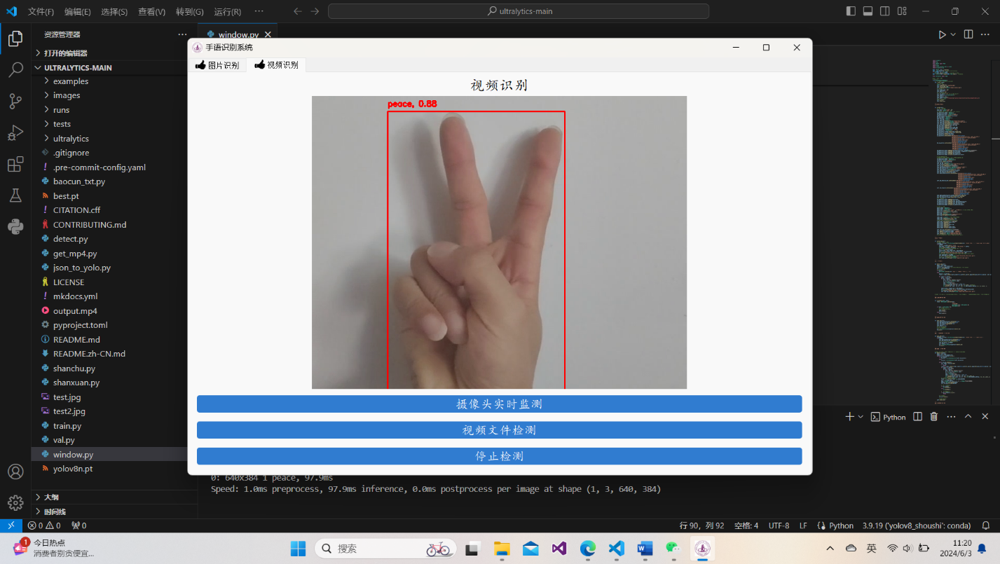 文件(F) 编辑(E) 选择(S) 查看(V) 转到(G) 运行(R) ··· ultralytics-main
资源管理器 ···
window.py
打开的编辑器
ULTRALYTICS-MAIN
examples
images
runs
tests
ultralytics
.gitignore
.pre-commit-config.yaml
baocun_txt.py
best.pt
CITATION.cff
CONTRIBUTING.md
detect.py
get_mp4.py
json_to_yolo.py
LICENSE
mkdocs.yml
output.mp4
pyproject.toml
README.md
README.zh-CN.md
shanchu.py
shanxuan.py
test.jpg
test2.jpg
train.py
val.py
window.py
yolov8n.pt
大纲
时间线
手语识别系统
图片识别 视频识别
视频识别
peace, 0.88
摄像头实时监测
视频文件检测
停止检测
Python
0: 640x384 1 peace, 97.9ms
Speed: 1.0ms preprocess, 97.9ms inference, 0.0ms postprocess per image at shape (1, 3, 640, 384)
0 0 0 行 90，列 92 空格: 4 UTF-8 LF Python 3.9.19 ('yolov8_shoushi': conda)
1
今日热点
消费者别贪便宜...
搜索
英
11:20
2024/6/3